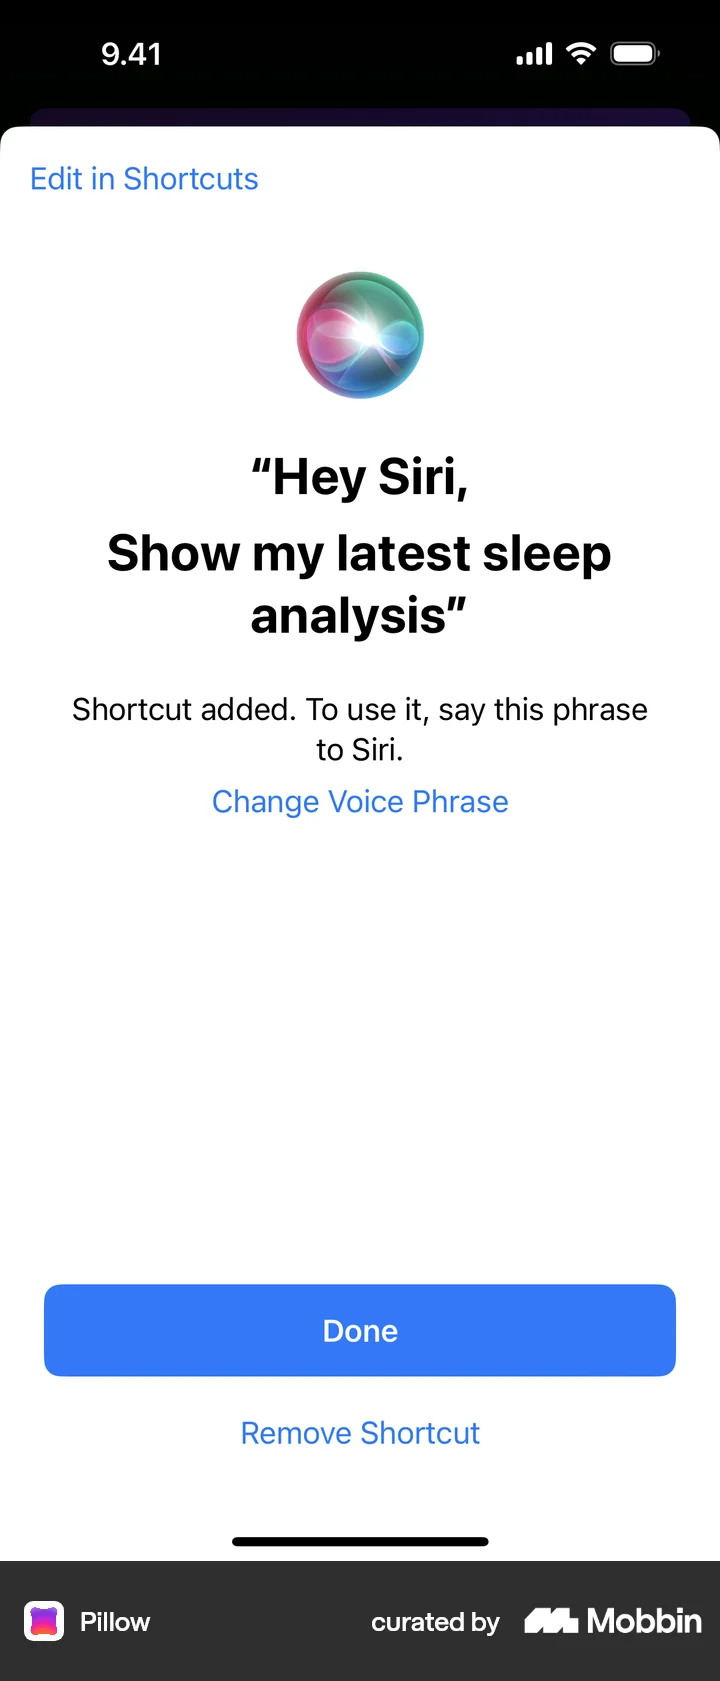 9.41
Edit in Shortcuts
“Hey Siri,
Show my latest sleep
analysis”
Shortcut added. To use it, say this phrase
to Siri.
Change Voice Phrase
Done
Remove Shortcut
Pillow
curated by Mobbin